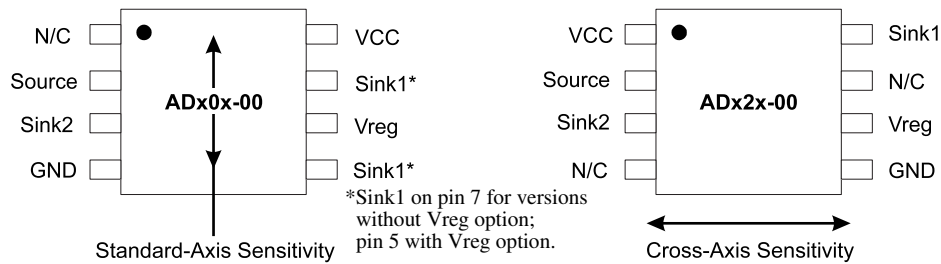 N/C
Source
Sink2
GND
ADx0x-00
VCC
Sink1*
Vreg
Sink1*
*Sink1 on pin 7 for versions
without Vreg option;
pin 5 with Vreg option.
Standard-Axis Sensitivity
VCC
Source
Sink2
N/C
ADx2x-00
Sink1
N/C
Vreg
GND
Cross-Axis Sensitivity